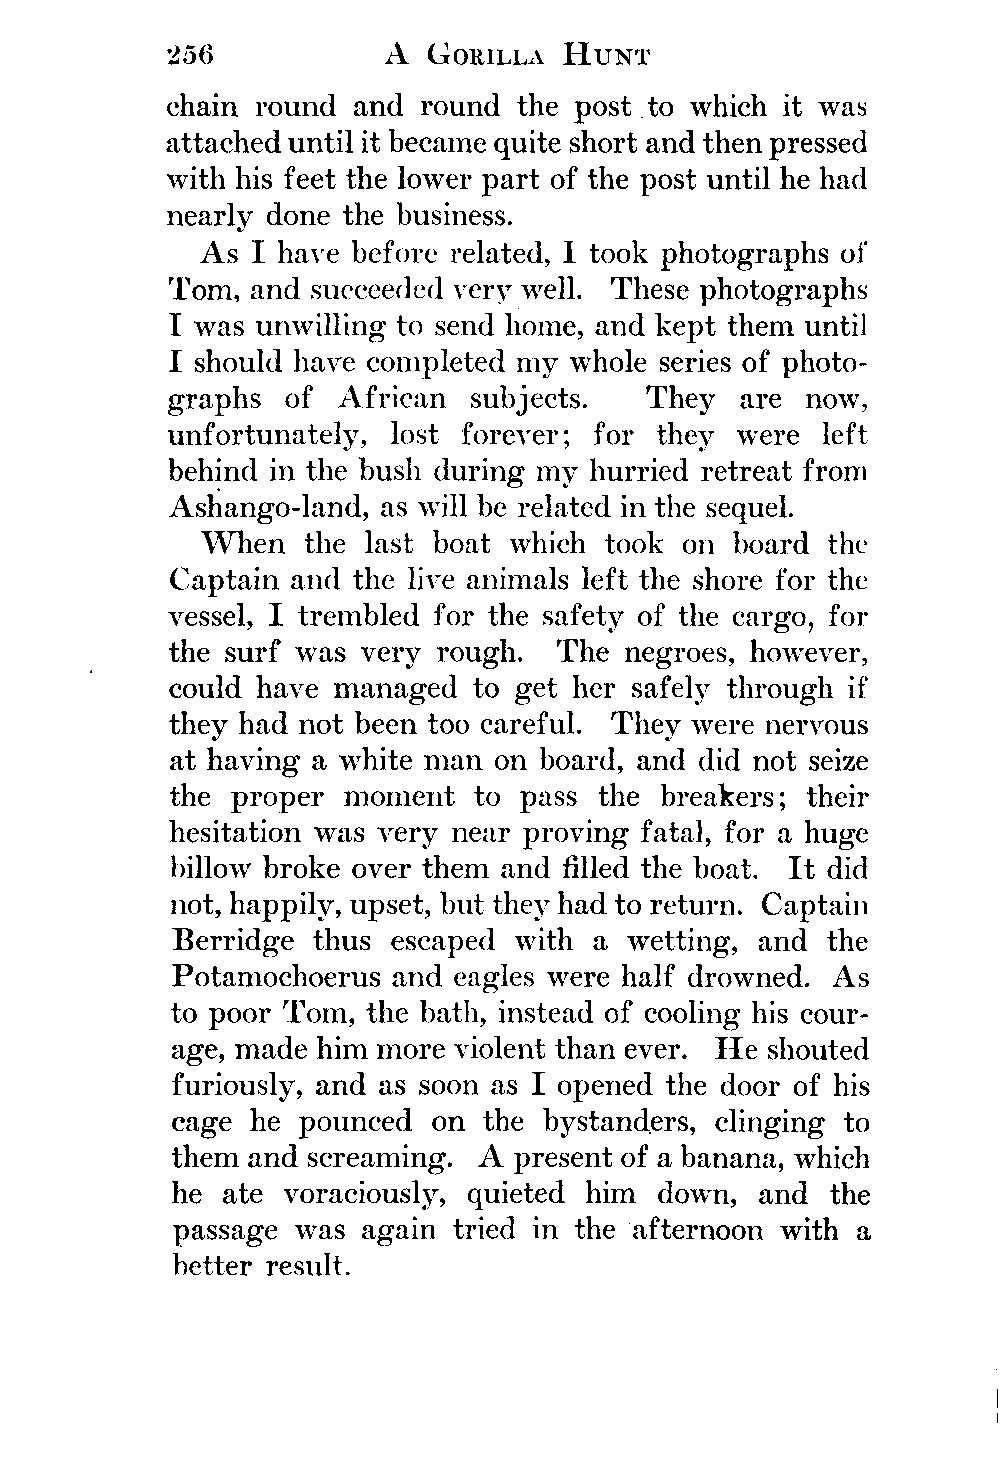 256 A GORILLA HUNT
chain round and round the post to which it was
attached until it became quite short and then pressed
with his feet the lower part of the post until he had
nearly done the business.
As I have before related, I took photographs of
Tom, and succeeded very well. These photographs
I was unwilling to send home, and kept them until
I should have completed my whole series of photo-
graphs of African subjects. They are now,
unfortunately, lost forever; for they were left
behind in the bush during my hurried retreat from
Ashango-land, as will be related in the sequel.
When the last boat which took on board the
Captain and the live animals left the shore for the
vessel, I trembled for the safety of the cargo, for
the surf was very rough. The negroes, however,
could have managed to get her safely through if
they had not been too careful. They were nervous
at having a white man on board, and did not seize
the proper moment to pass the breakers; their
hesitation was very near proving fatal, for a huge
billow broke over them and filled the boat. It did
not, happily, upset, but they had to return. Captain
Berridge thus escaped with a wetting, and the
Potamochoerus and eagles were half drowned. As
to poor Tom, the bath, instead of cooling his cour-
age, made him more violent than ever. He shouted
furiously, and as soon as I opened the door of his
cage he pounced on the bystanders, clinging to
them and screaming. A present of a banana, which
he ate voraciously, quieted him down, and the
passage was again tried in the afternoon with a
better result.